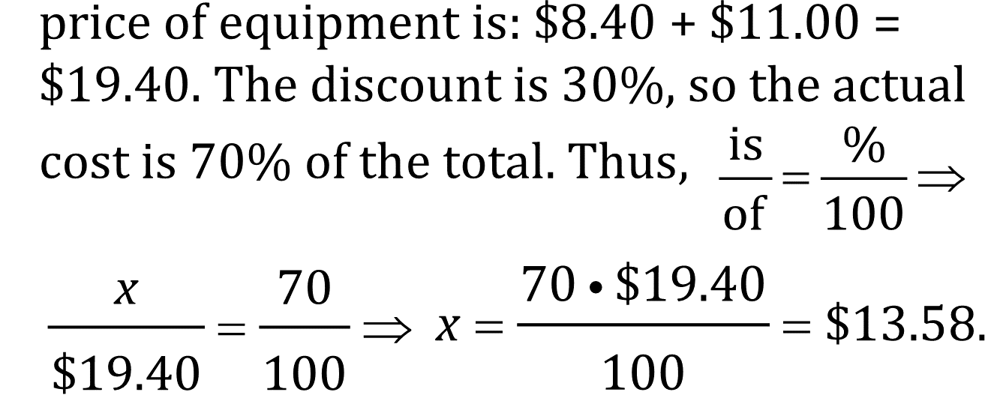 price of equipment is: $8.40 + $11.00 =
$19.40. The discount is 30%, so the actual
cost is 70% of the total. Thus, is/of = %/100 ⇒
x/$19.40 = 70/100 ⇒ x = 70 • $19.40/100 = $13.58.